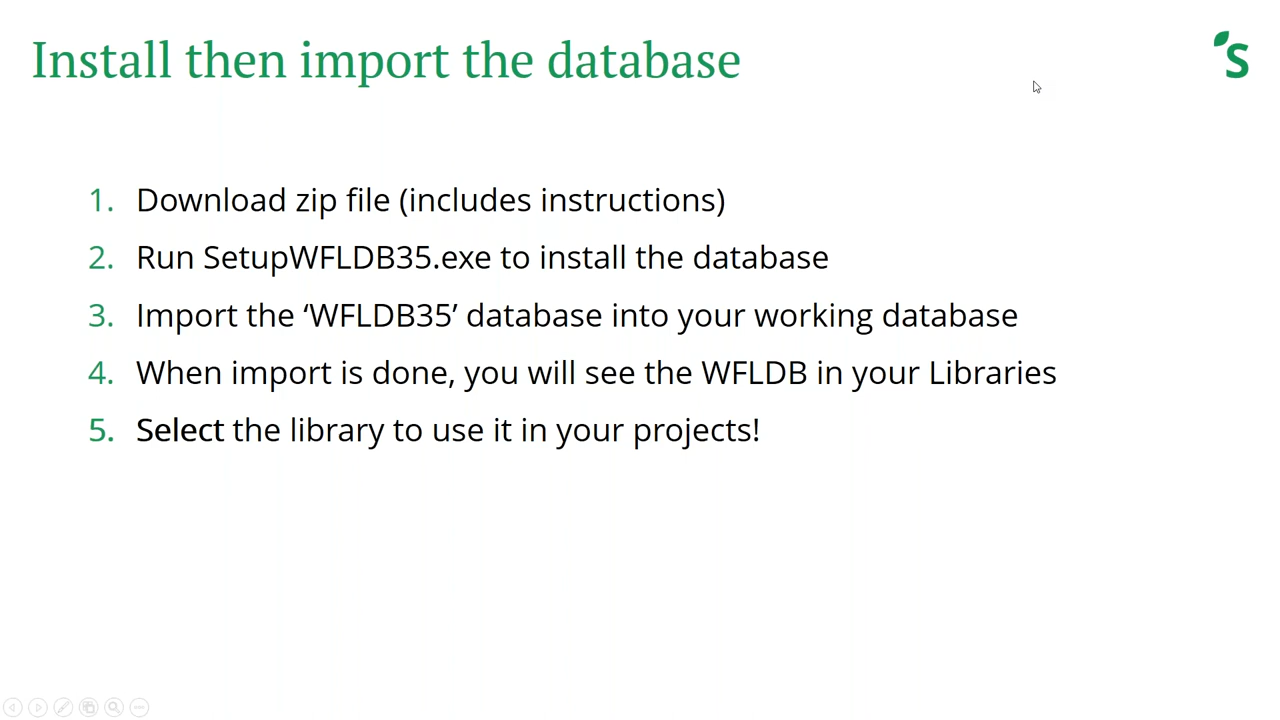 Install then import the database
'S
1. Download zip file (includes instructions)
2. Run SetupWFLDB35.exe to install the database
3. Import the ‘WFLDB35’ database into your working database
4. When import is done, you will see the WFLDB in your Libraries
5. Select the library to use it in your projects!